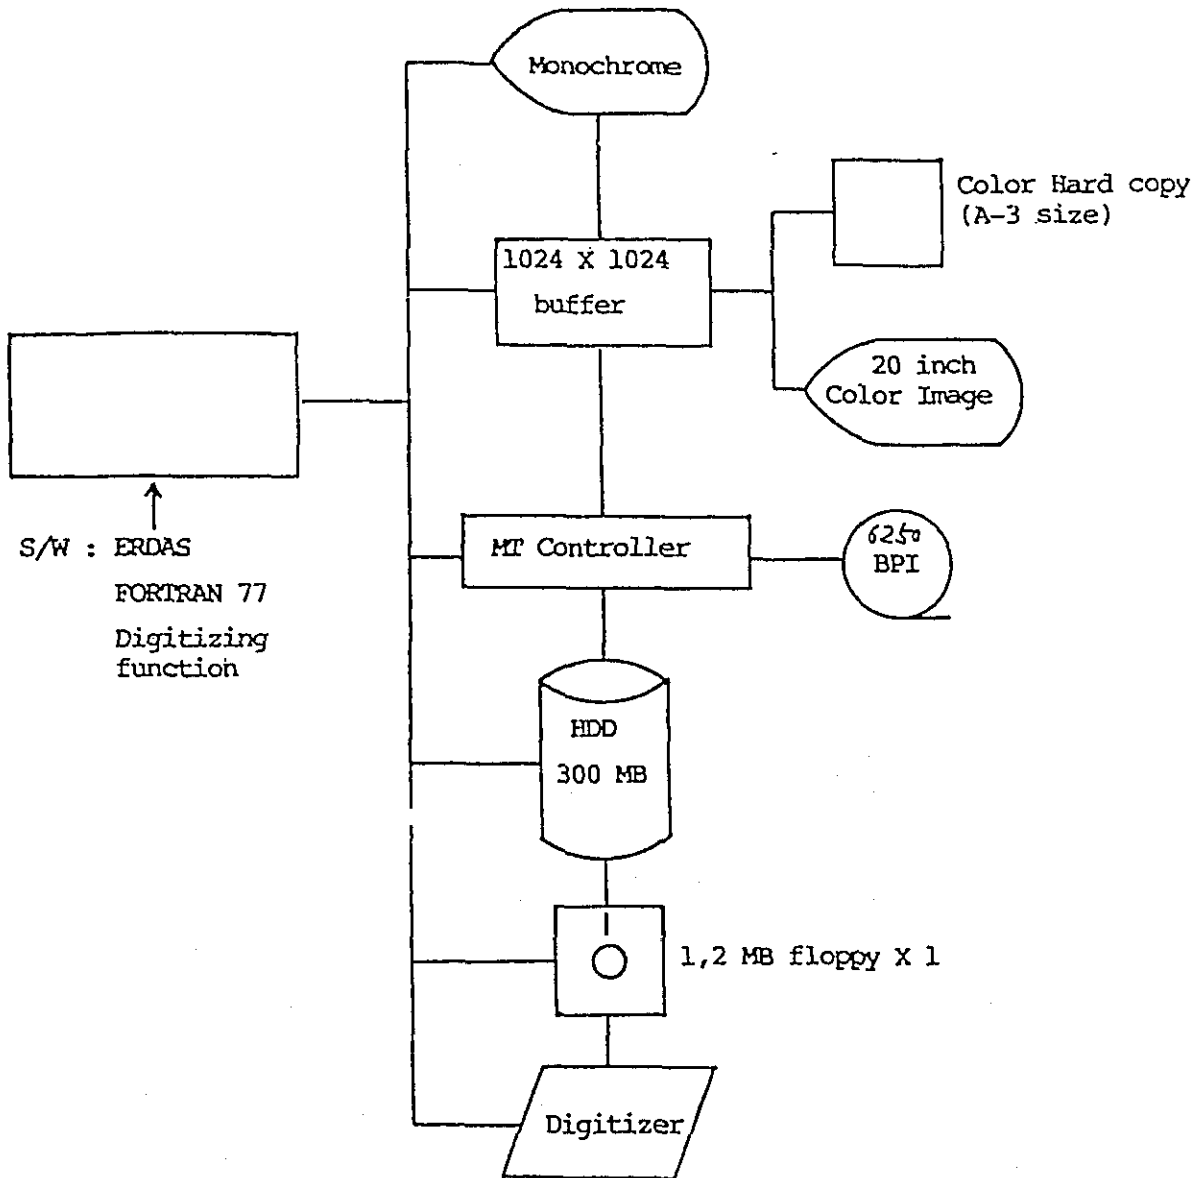 Monochrome
Color Hard copy
(A-3 size)
1024 X 1024
buffer
20 inch
Color Image
S/W : ERDAS
FORTRAN 77
Digitizing
function
MT Controller
6250
BPI
HDD
300 MB
1,2 MB floppy X 1
Digitizer